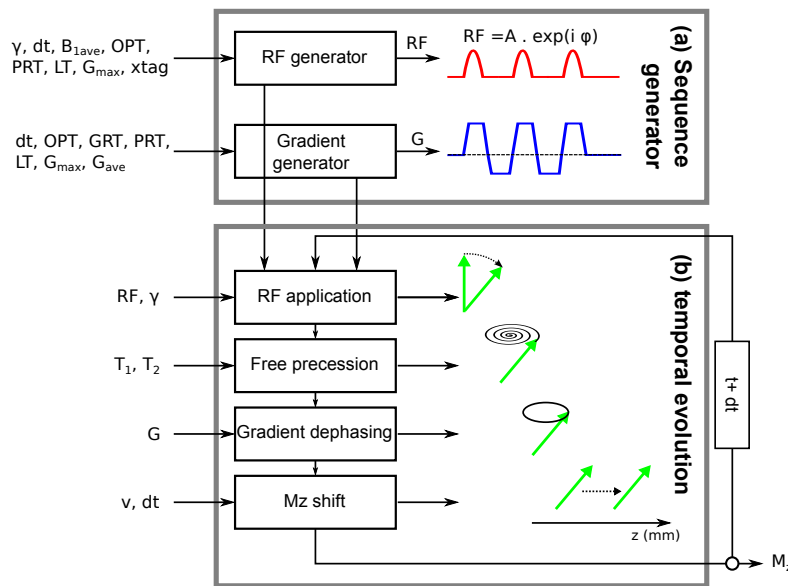 γ, dt, B1ave, OPT,
PRT, LT, Gmax, xtag
RF generator
RF
RF =A . exp(i φ)
(a) Sequence
generator
dt, OPT, GRT, PRT,
LT, Gmax, Gave
Gradient
generator
G
(b) temporal evolution
RF, γ
RF application
T1, T2
Free precession
t+ dt
G
Gradient dephasing
v, dt
Mz shift
z (mm)
Mz